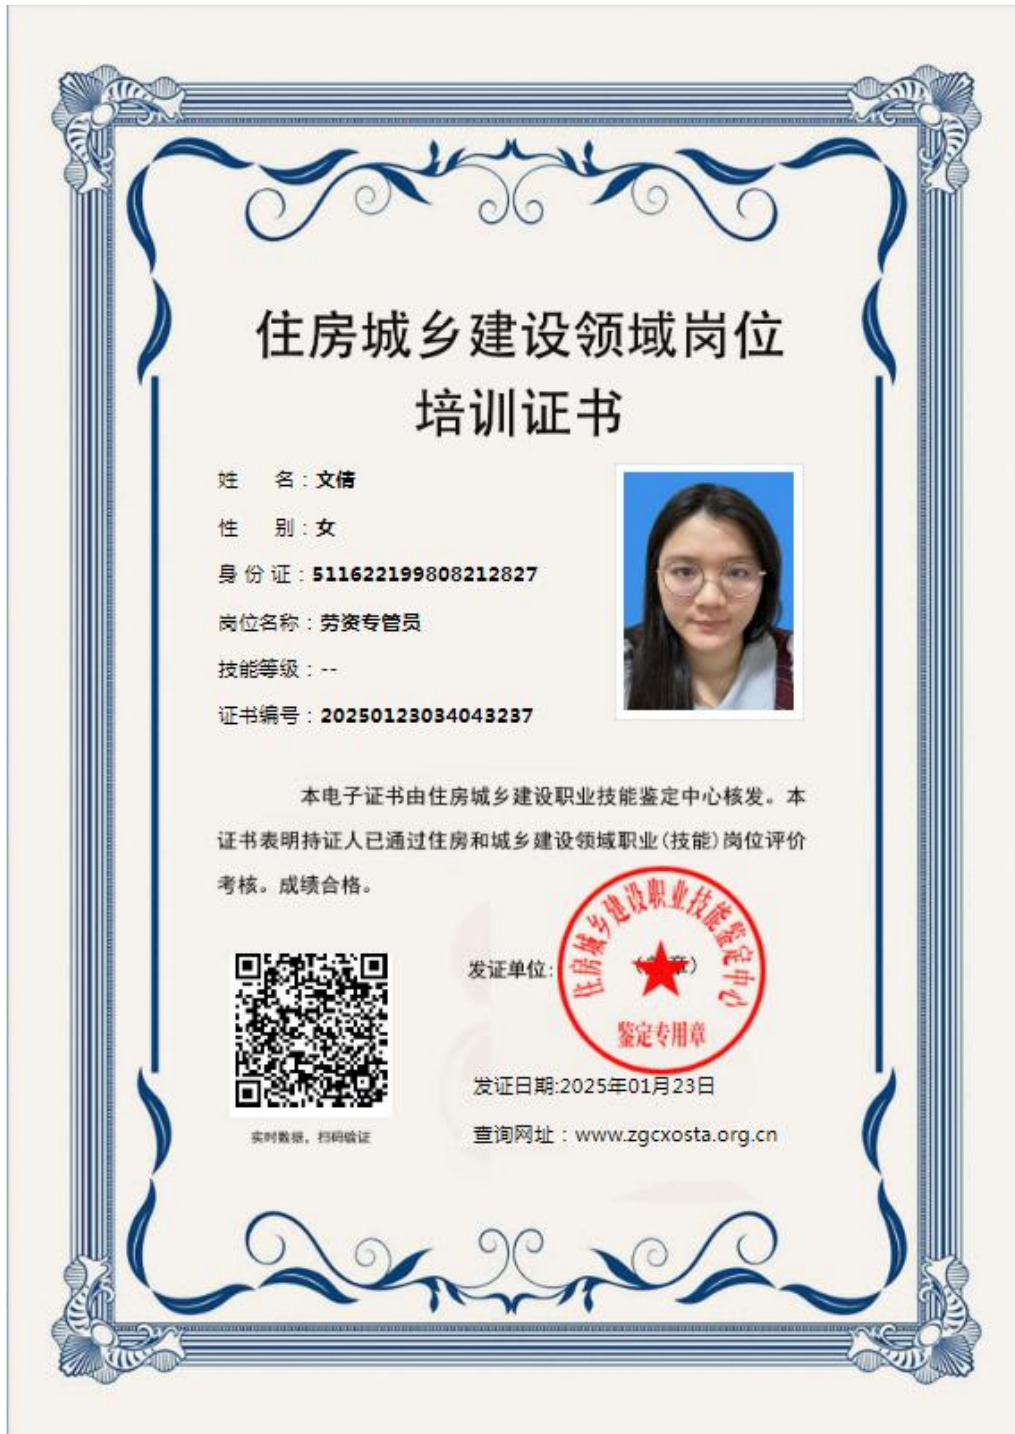 住房城乡建设领域岗位
培训证书
姓 名：文倩
性 别：女
身 份 证：511622199808212827
岗位名称：劳资专管员
技能等级：--
证书编号：20250123034043237
本电子证书由住房城乡建设职业技能鉴定中心核发。本
证书表明持证人已通过住房和城乡建设领域职业(技能)岗位评价
考核。成绩合格。
住房城乡建设职业技能鉴定中心
发证单位:
章)
鉴定专用章
发证日期:2025年01月23日
实时数据，扫码验证
查询网址：www.zgcxosta.org.cn